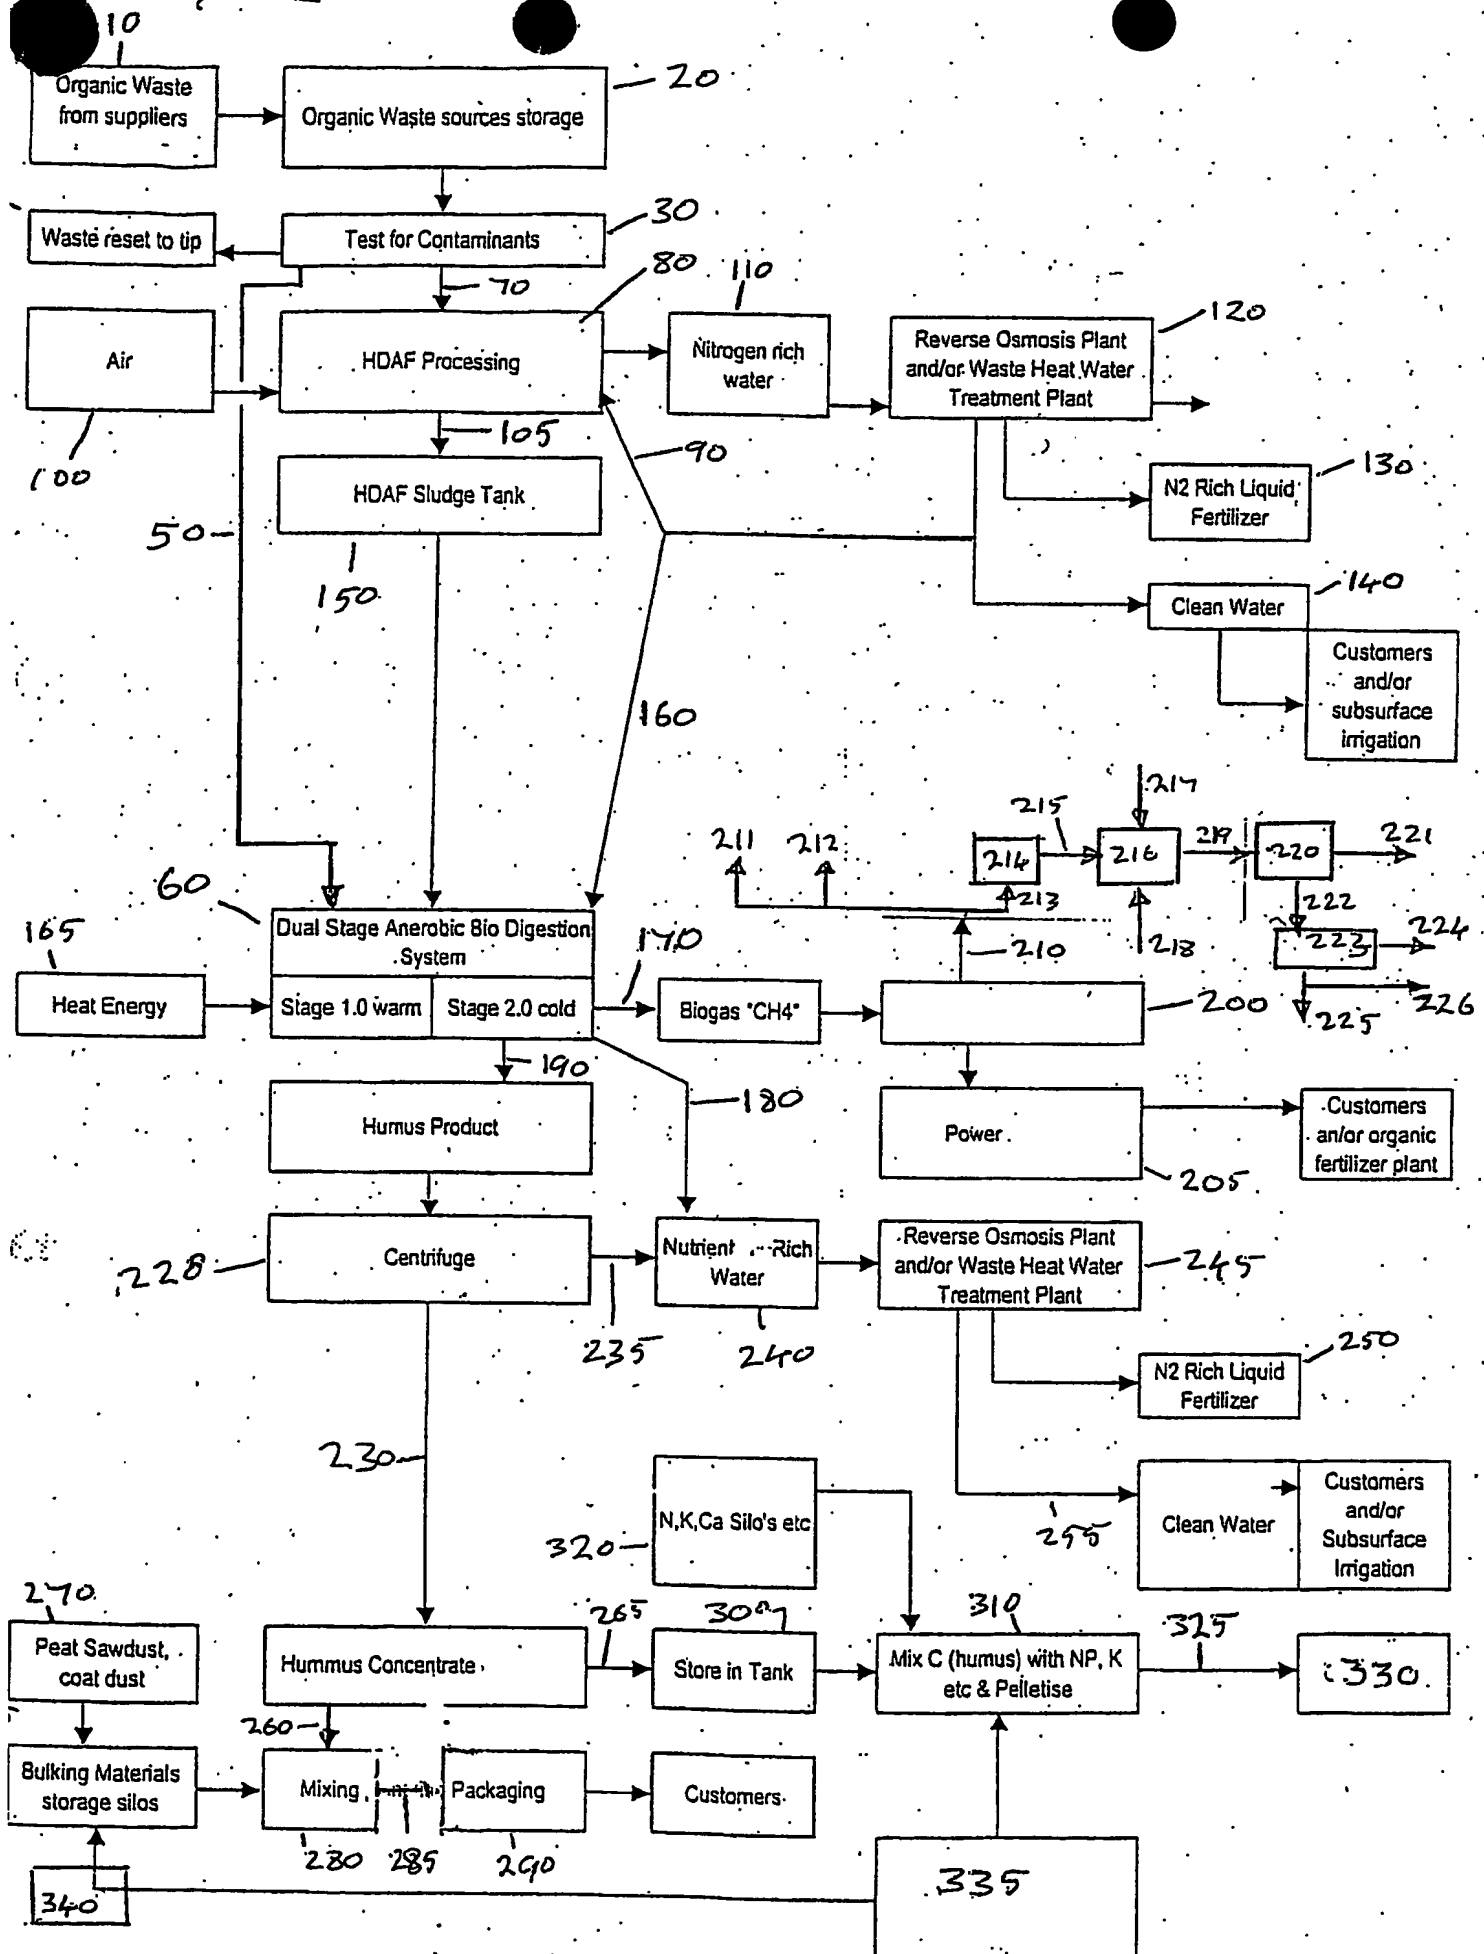 10
Organic Waste
from suppliers
Organic Waste sources storage
20
Waste reset to tip
Test for Contaminants
30
70
80
110
Air
100
HDAF Processing
Nitrogen rich
water
Reverse Osmosis Plant
and/or Waste Heat Water
Treatment Plant
120
105
90
HDAF Sludge Tank
150
50
N2 Rich Liquid
Fertilizer
130
Clean Water
140
Customers
and/or
subsurface
irrigation
160
217
215
211
212
214
213
216
219
220
221
222
218
210
223
224
225
226
60
165
Heat Energy
Dual Stage Anerobic Bio Digestion
System
Stage 1.0 warm
Stage 2.0 cold
170
Biogas "CH4"
200
190
180
Humus Product
Power
205
Customers
an/or organic
fertilizer plant
228
Centrifuge
235
Nutrient Rich
Water
240
Reverse Osmosis Plant
and/or Waste Heat Water
Treatment Plant
245
N2 Rich Liquid
Fertilizer
250
230
N,K,Ca Silo's etc
320
255
Clean Water
Customers
and/or
Subsurface
Irrigation
270
Peat Sawdust,
coat dust
Hummus Concentrate
265
300
Store in Tank
310
Mix C (humus) with NP, K
etc & Pelletise
325
330
260
Bulking Materials
storage silos
Mixing
Packaging
Customers
280
285
290
335
340